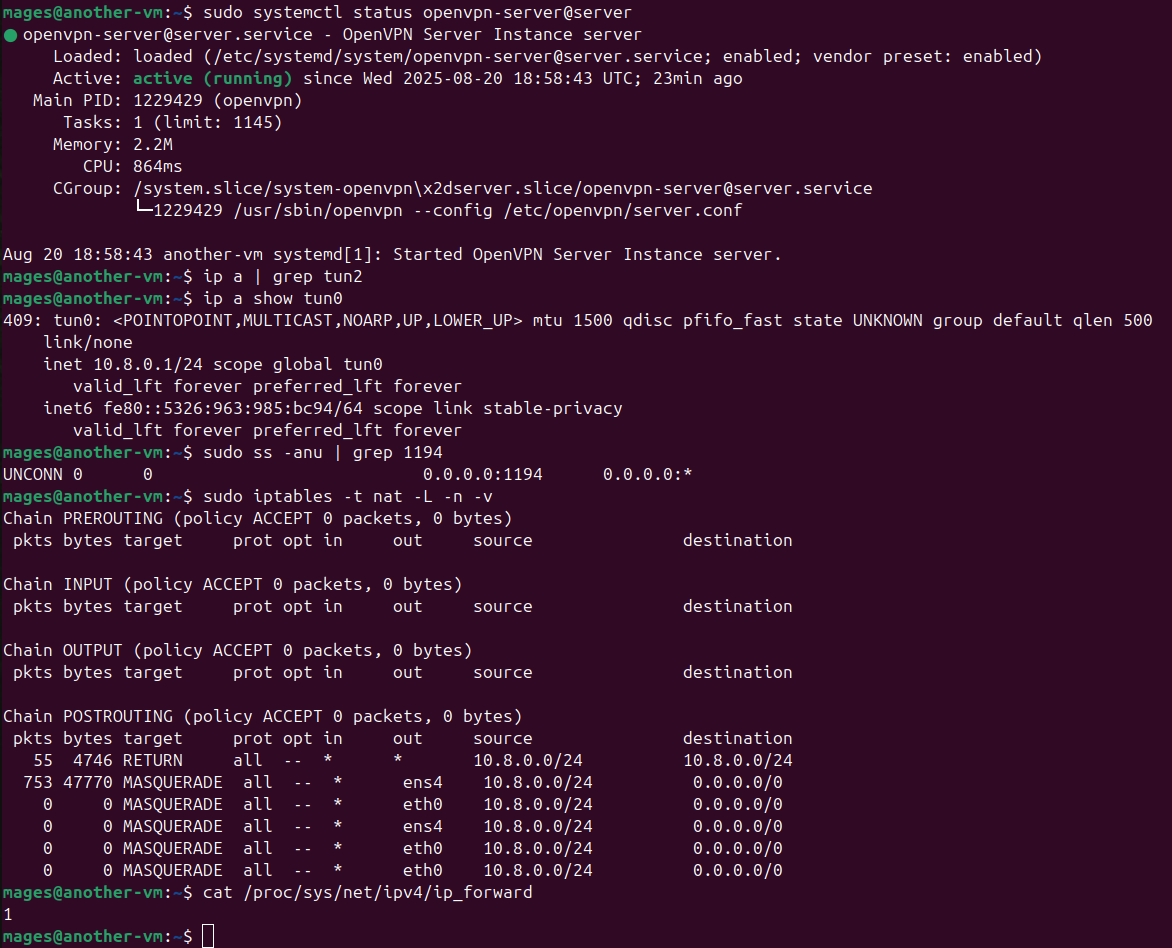 mages@another-vm:~$ sudo systemctl status openvpn-server@server
● openvpn-server@server.service - OpenVPN Server Instance server
     Loaded: loaded (/etc/systemd/system/openvpn-server@server.service; enabled; vendor preset: enabled)
     Active: active (running) since Wed 2025-08-20 18:58:43 UTC; 23min ago
   Main PID: 1229429 (openvpn)
      Tasks: 1 (limit: 1145)
     Memory: 2.2M
        CPU: 864ms
     CGroup: /system.slice/system-openvpn\x2dserver.slice/openvpn-server@server.service
             └─1229429 /usr/sbin/openvpn --config /etc/openvpn/server.conf
Aug 20 18:58:43 another-vm systemd[1]: Started OpenVPN Server Instance server.
mages@another-vm:~$ ip a | grep tun2
mages@another-vm:~$ ip a show tun0
409: tun0: <POINTOPOINT,MULTICAST,NOARP,UP,LOWER_UP> mtu 1500 qdisc pfifo_fast state UNKNOWN group default qlen 500
    link/none
    inet 10.8.0.1/24 scope global tun0
       valid_lft forever preferred_lft forever
    inet6 fe80::5326:963:985:bc94/64 scope link stable-privacy
       valid_lft forever preferred_lft forever
mages@another-vm:~$ sudo ss -anu | grep 1194
UNCONN 0      0                           0.0.0.0:1194      0.0.0.0:*
mages@another-vm:~$ sudo iptables -t nat -L -n -v
Chain PREROUTING (policy ACCEPT 0 packets, 0 bytes)
 pkts bytes target     prot opt in     out     source               destination
Chain INPUT (policy ACCEPT 0 packets, 0 bytes)
 pkts bytes target     prot opt in     out     source               destination
Chain OUTPUT (policy ACCEPT 0 packets, 0 bytes)
 pkts bytes target     prot opt in     out     source               destination
Chain POSTROUTING (policy ACCEPT 0 packets, 0 bytes)
 pkts bytes target     prot opt in     out     source               destination
   55  4746 RETURN     all  --  *      *       10.8.0.0/24          10.8.0.0/24
  753 47770 MASQUERADE  all  --  *      ens4    10.8.0.0/24          0.0.0.0/0
    0     0 MASQUERADE  all  --  *      eth0    10.8.0.0/24          0.0.0.0/0
    0     0 MASQUERADE  all  --  *      ens4    10.8.0.0/24          0.0.0.0/0
    0     0 MASQUERADE  all  --  *      eth0    10.8.0.0/24          0.0.0.0/0
    0     0 MASQUERADE  all  --  *      eth0    10.8.0.0/24          0.0.0.0/0
mages@another-vm:~$ cat /proc/sys/net/ipv4/ip_forward
1
mages@another-vm:~$